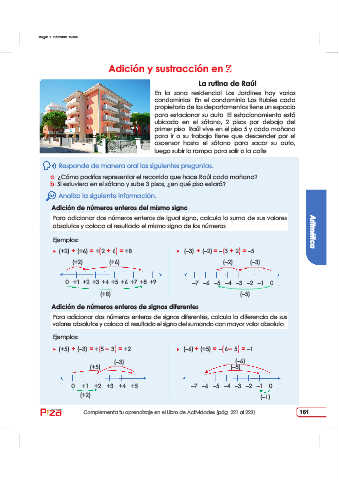 Adición y sustracción en ℤ
La rutina de Raúl
En la zona residencial Los Jardines hay varios
condominios. En el condominio Los Rubíes cada
propietario de los departamentos tiene un espacio
para estacionar su auto. El estacionamiento está
ubicado en el sótano, 2 pisos por debajo del
primer piso. Raúl vive en el piso 5 y cada mañana
para ir a su trabajo tiene que descender por el
ascensor hasta el sótano para sacar su auto,
luego subir la rampa para salir a la calle.
Responde de manera oral las siguientes preguntas.
a ¿Cómo podrías representar el recorrido que hace Raúl cada mañana?
b Si estuviera en el sótano y sube 3 pisos, ¿en qué piso estará?
Analiza la siguiente información.
Adición de números enteros del mismo signo
Para adicionar dos números enteros de igual signo, calcula la suma de sus valores
absolutos y coloca al resultado el mismo signo de los números.
Ejemplos:
• (+2) + (+6) = +(2 + 6) = +8
• (–3) + (–2) = –(3 + 2) = –5
(+2) (+6)
(–2) (–3)
0 +1 +2 +3 +4 +5 +6 +7 +8 +9
–7 –6 –5 –4 –3 –2 –1 0
(+8)
(–5)
Adición de números enteros de signos diferentes
Para adicionar dos números enteros de signos diferentes, calcula la diferencia de sus
valores absolutos y coloca al resultado el signo del sumando con mayor valor absoluto.
Ejemplos:
• (+5) + (–3) = +(5 – 3) = +2
• (–6) + (+5) = –(6 – 5) = –1
(–3)
(+5)
(–6)
0 +1 +2 +3 +4 +5
–7 –6 –5 –4 –3 –2 –1 0
(+2)
(–1)
Aritmética
Complementa tu aprendizaje en el Libro de Actividades (pág. 221 al 223)
161